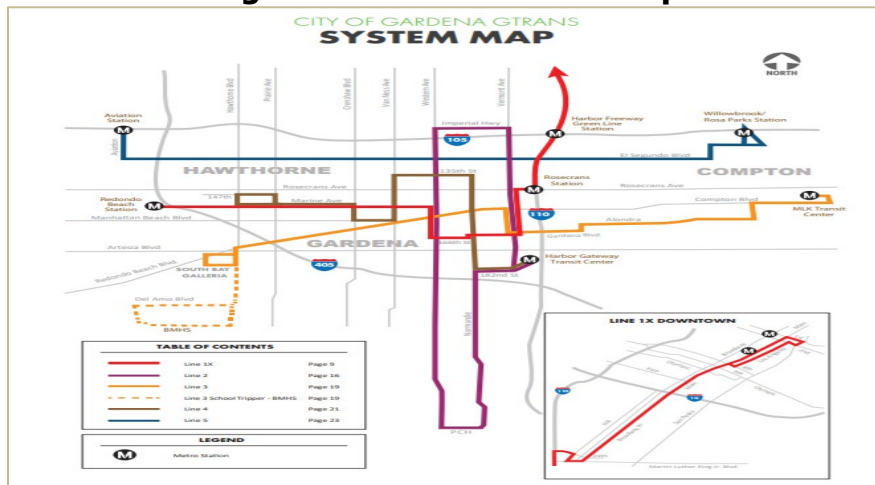 CITY OF GARDENA GTRANS
SYSTEM MAP
NORTH
Hawthorne Blvd
Prairie Ave
Crenshaw Blvd
Van Ness Ave
Western Ave
Vermont Ave
Aviation
Station
M
Aviation
Imperial Hwy
105
Harbor Freeway
Green Line
Station
M
Willowbrook/
Rosa Parks Station
M
El Segundo Blvd
HAWTHORNE
135th St
COMPTON
Rosecrans Ave
Rosecrans
Station
M
Rosecrans Ave
147th
Marine Ave
Redondo
Beach
Station
M
Manhattan Beach Blvd
110
Compton Blvd
M
MLK Transit
Center
Alondra
Gardena Blvd
Artesia Blvd
GARDENA
Redondo Beach Blvd
SOUTH BAY
GALLERIA
405
M
Harbor Gateway
Transit Center
182nd St
Del Amo Blvd
BMHS
Normandie
PCH
TABLE OF CONTENTS
Line 1X Page 9
Line 2 Page 16
Line 3 Page 19
Line 3 School Tripper - BMHS Page 19
Line 4 Page 21
Line 5 Page 23
LEGEND
M Metro Station
LINE 1X DOWNTOWN
M
M
Martin Luther King Jr. Blvd.